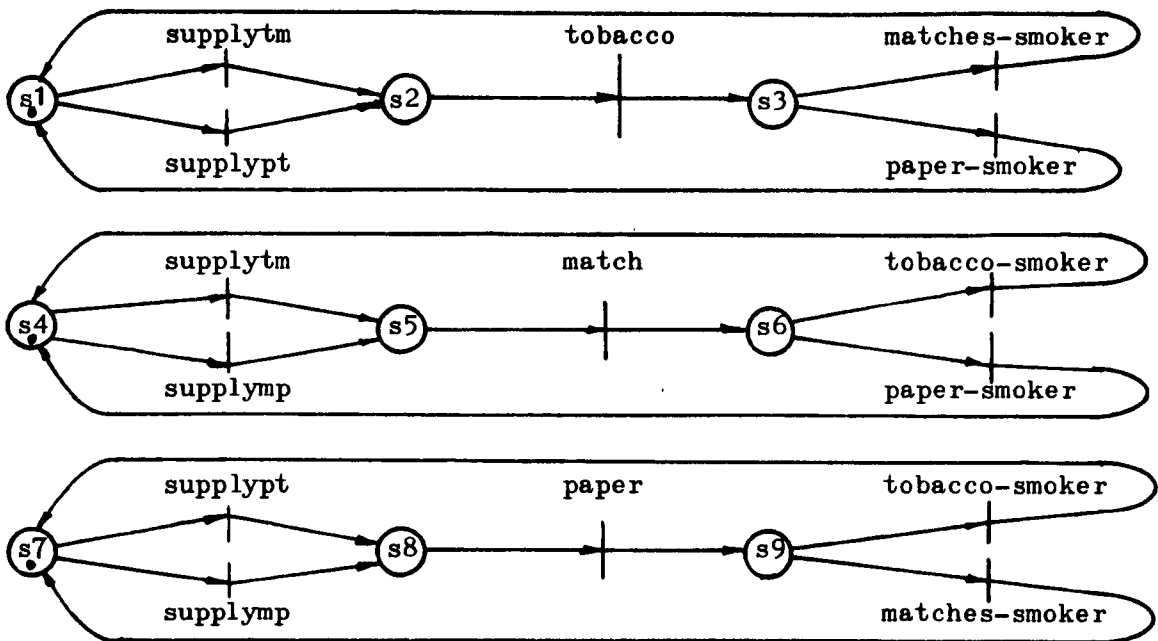 supplytm tobacco matches-smoker
s1 s2 s3
supplypt paper-smoker
supplytm match tobacco-smoker
s4 s5 s6
supplymp paper-smoker
supplypt paper tobacco-smoker
s7 s8 s9
supplymp matches-smoker